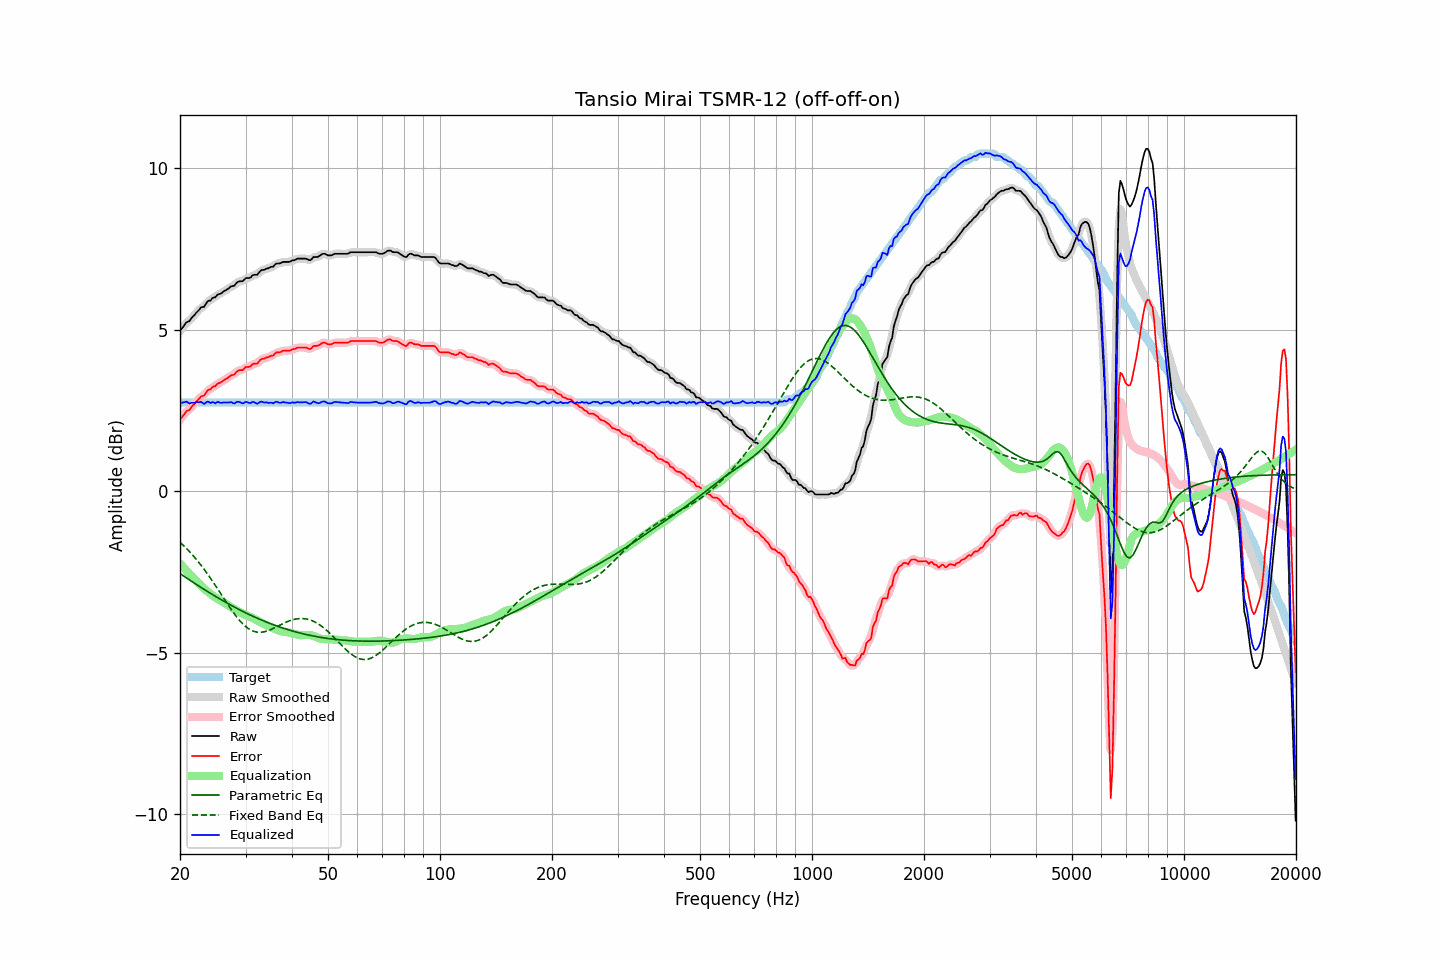 Tansio Mirai TSMR-12 (off-off-on)
Amplitude (dBr)
10
5
0
−5
−10
Target
Raw Smoothed
Error Smoothed
Raw
Error
Equalization
Parametric Eq
Fixed Band Eq
Equalized
20 50 100 200 500 1000 2000 5000 10000 20000
Frequency (Hz)